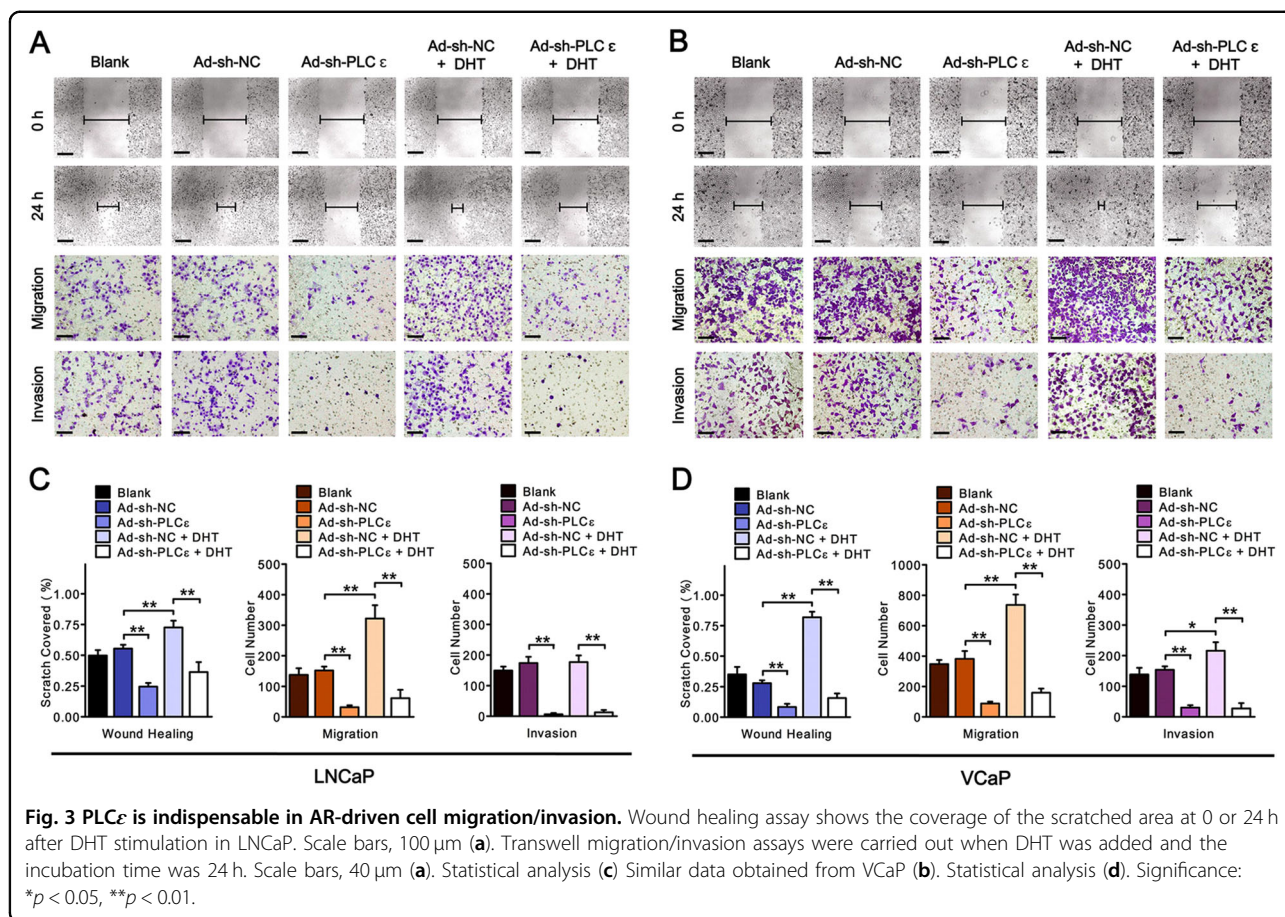 A
Blank
Ad-sh-NC
Ad-sh-PLC ε
Ad-sh-NC
+ DHT
Ad-sh-PLC ε
+ DHT
0 h
24 h
Migration
Invasion
B
Blank
Ad-sh-NC
Ad-sh-PLC ε
Ad-sh-NC
+ DHT
Ad-sh-PLC ε
+ DHT
0 h
24 h
Migration
Invasion
C
Blank
Ad-sh-NC
Ad-sh-PLCε
Ad-sh-NC + DHT
Ad-sh-PLCε + DHT
Scratch Covered (%)
1.00
0.75
0.50
0.25
0.00
**
**
**
Wound Healing
Blank
Ad-sh-NC
Ad-sh-PLCε
Ad-sh-NC + DHT
Ad-sh-PLCε + DHT
Cell Number
500
400
300
200
100
0
**
**
**
Migration
Blank
Ad-sh-NC
Ad-sh-PLCε
Ad-sh-NC + DHT
Ad-sh-PLCε + DHT
Cell Number
500
400
300
200
100
0
**
**
Invasion
LNCaP
D
Blank
Ad-sh-NC
Ad-sh-PLCε
Ad-sh-NC + DHT
Ad-sh-PLCε + DHT
Scratch Covered (%)
1.00
0.75
0.50
0.25
0.00
**
**
**
Wound Healing
Blank
Ad-sh-NC
Ad-sh-PLCε
Ad-sh-NC + DHT
Ad-sh-PLCε + DHT
Cell Number
1000
800
600
400
200
0
**
**
**
Migration
Blank
Ad-sh-NC
Ad-sh-PLCε
Ad-sh-NC + DHT
Ad-sh-PLCε + DHT
Cell Number
500
400
300
200
100
0
**
*
**
Invasion
VCaP
Fig. 3 PLCε is indispensable in AR-driven cell migration/invasion. Wound healing assay shows the coverage of the scratched area at 0 or 24 h
after DHT stimulation in LNCaP. Scale bars, 100 μm (a). Transwell migration/invasion assays were carried out when DHT was added and the
incubation time was 24 h. Scale bars, 40 μm (a). Statistical analysis (c) Similar data obtained from VCaP (b). Statistical analysis (d). Significance:
*p < 0.05, **p < 0.01.